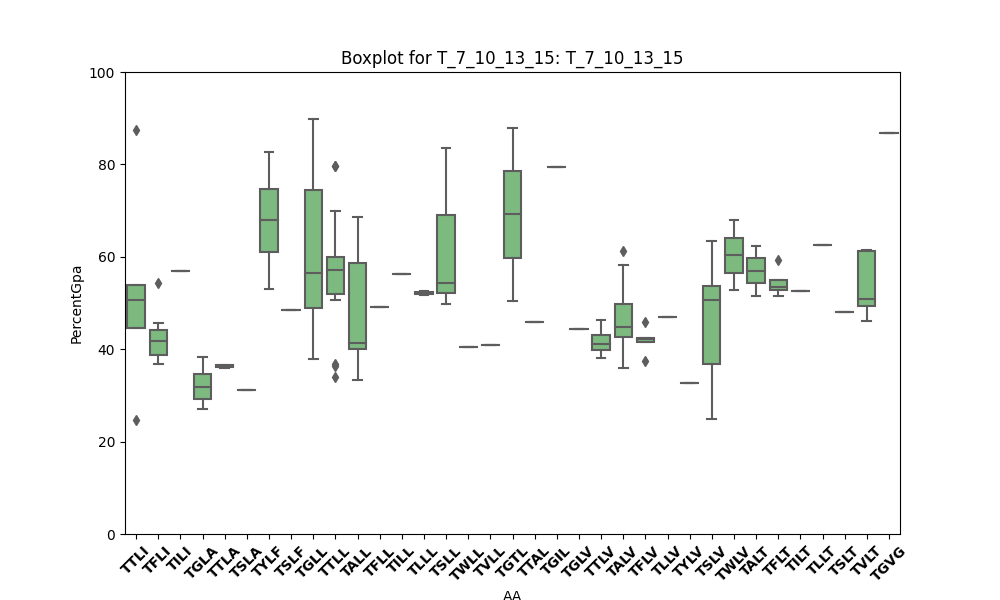 Boxplot for T_7_10_13_15: T_7_10_13_15
100
80
60
40
20
0
PercentGpa
TTLI TFLI TILI TGLA TTLA TSLA TYLF TSLF TGLL TTLL TALL TFLL TILL TLLL TSLL TWLL TVLL TGTL TTAL TGIL TGLV TTLV TALV TFLV TLLV TYLV TSLV TWLV TALT TFLT TILT TLLT TSLT TVLT TGVG
AA